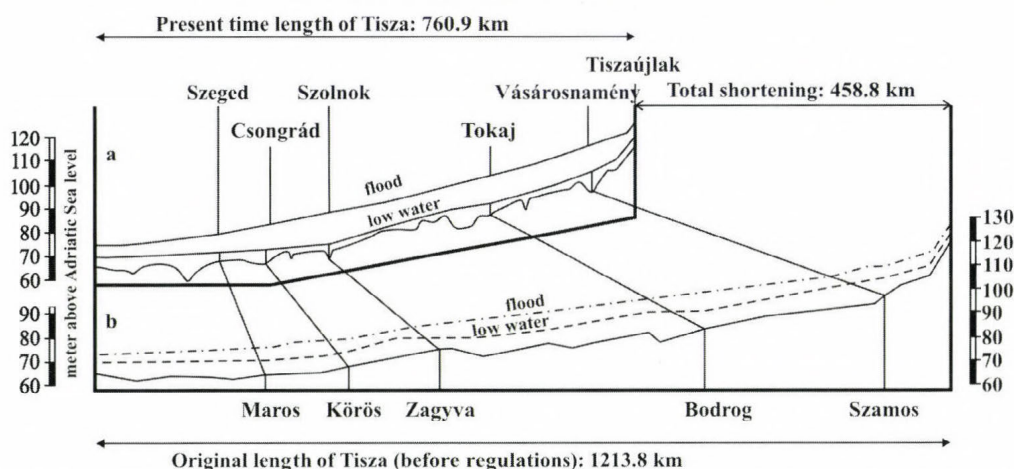 Present time length of Tisza: 760.9 km
Tiszaújlak
Szeged Szolnok Vásárosnamény Total shortening: 458.8 km
Csongrád Tokaj
120
110
100
90
80
70
60
90
80
70
60
meter above Adriatic Sea level
a
flood
low water
b
flood
low water
130
120
110
100
90
80
70
60
Maros Körös Zagyva Bodrog Szamos
Original length of Tisza (before regulations): 1213.8 km